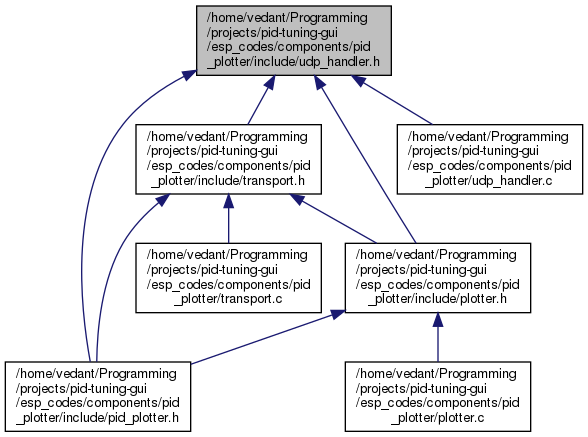 /home/vedant/Programming
/projects/pid-tuning-gui
/esp_codes/components/pid
_plotter/include/udp_handler.h
/home/vedant/Programming
/projects/pid-tuning-gui
/esp_codes/components/pid
_plotter/include/transport.h
/home/vedant/Programming
/projects/pid-tuning-gui
/esp_codes/components/pid
_plotter/udp_handler.c
/home/vedant/Programming
/projects/pid-tuning-gui
/esp_codes/components/pid
_plotter/transport.c
/home/vedant/Programming
/projects/pid-tuning-gui
/esp_codes/components/pid
_plotter/include/plotter.h
/home/vedant/Programming
/projects/pid-tuning-gui
/esp_codes/components/pid
_plotter/include/pid_plotter.h
/home/vedant/Programming
/projects/pid-tuning-gui
/esp_codes/components/pid
_plotter/plotter.c